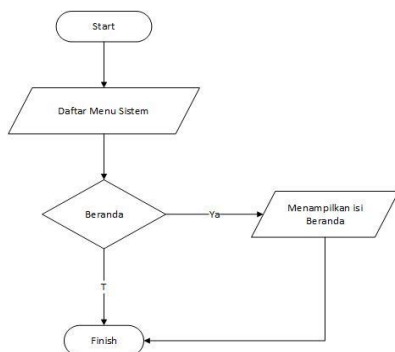 Start
Daftar Menu Sistem
Beranda
Ya
Menampilkan isi
Beranda
T
Finish